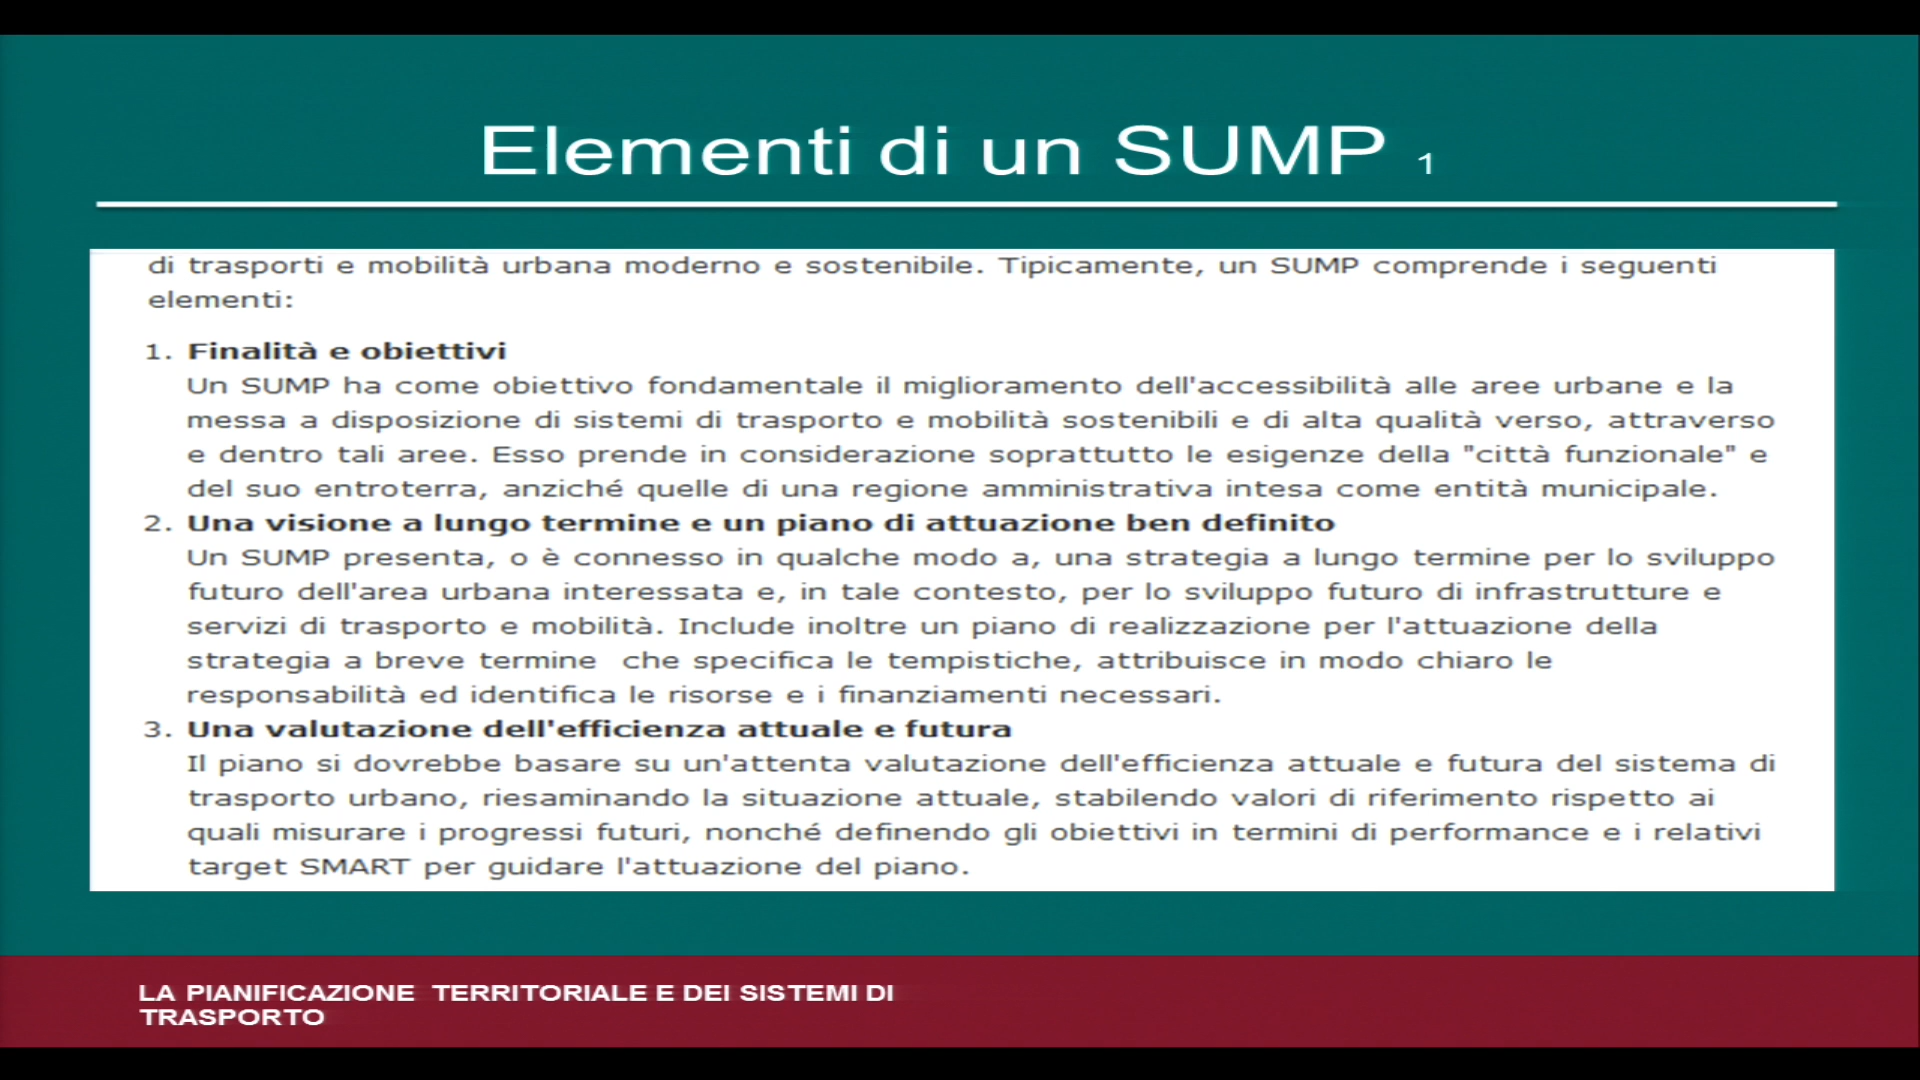 Elementi di un SUMP 1
di trasporti e mobilità urbana moderno e sostenibile. Tipicamente, un SUMP comprende i seguenti
elementi:
1. Finalità e obiettivi
Un SUMP ha come obiettivo fondamentale il miglioramento dell'accessibilità alle aree urbane e la
messa a disposizione di sistemi di trasporto e mobilità sostenibili e di alta qualità verso, attraverso
e dentro tali aree. Esso prende in considerazione soprattutto le esigenze della "città funzionale" e
del suo entroterra, anziché quelle di una regione amministrativa intesa come entità municipale.
2. Una visione a lungo termine e un piano di attuazione ben definito
Un SUMP presenta, o è connesso in qualche modo a, una strategia a lungo termine per lo sviluppo
futuro dell'area urbana interessata e, in tale contesto, per lo sviluppo futuro di infrastrutture e
servizi di trasporto e mobilità. Include inoltre un piano di realizzazione per l'attuazione della
strategia a breve termine  che specifica le tempistiche, attribuisce in modo chiaro le
responsabilità ed identifica le risorse e i finanziamenti necessari.
3. Una valutazione dell'efficienza attuale e futura
Il piano si dovrebbe basare su un'attenta valutazione dell'efficienza attuale e futura del sistema di
trasporto urbano, riesaminando la situazione attuale, stabilendo valori di riferimento rispetto ai
quali misurare i progressi futuri, nonché definendo gli obiettivi in termini di performance e i relativi
target SMART per guidare l'attuazione del piano.
LA PIANIFICAZIONE  TERRITORIALE E DEI SISTEMI DI
TRASPORTO